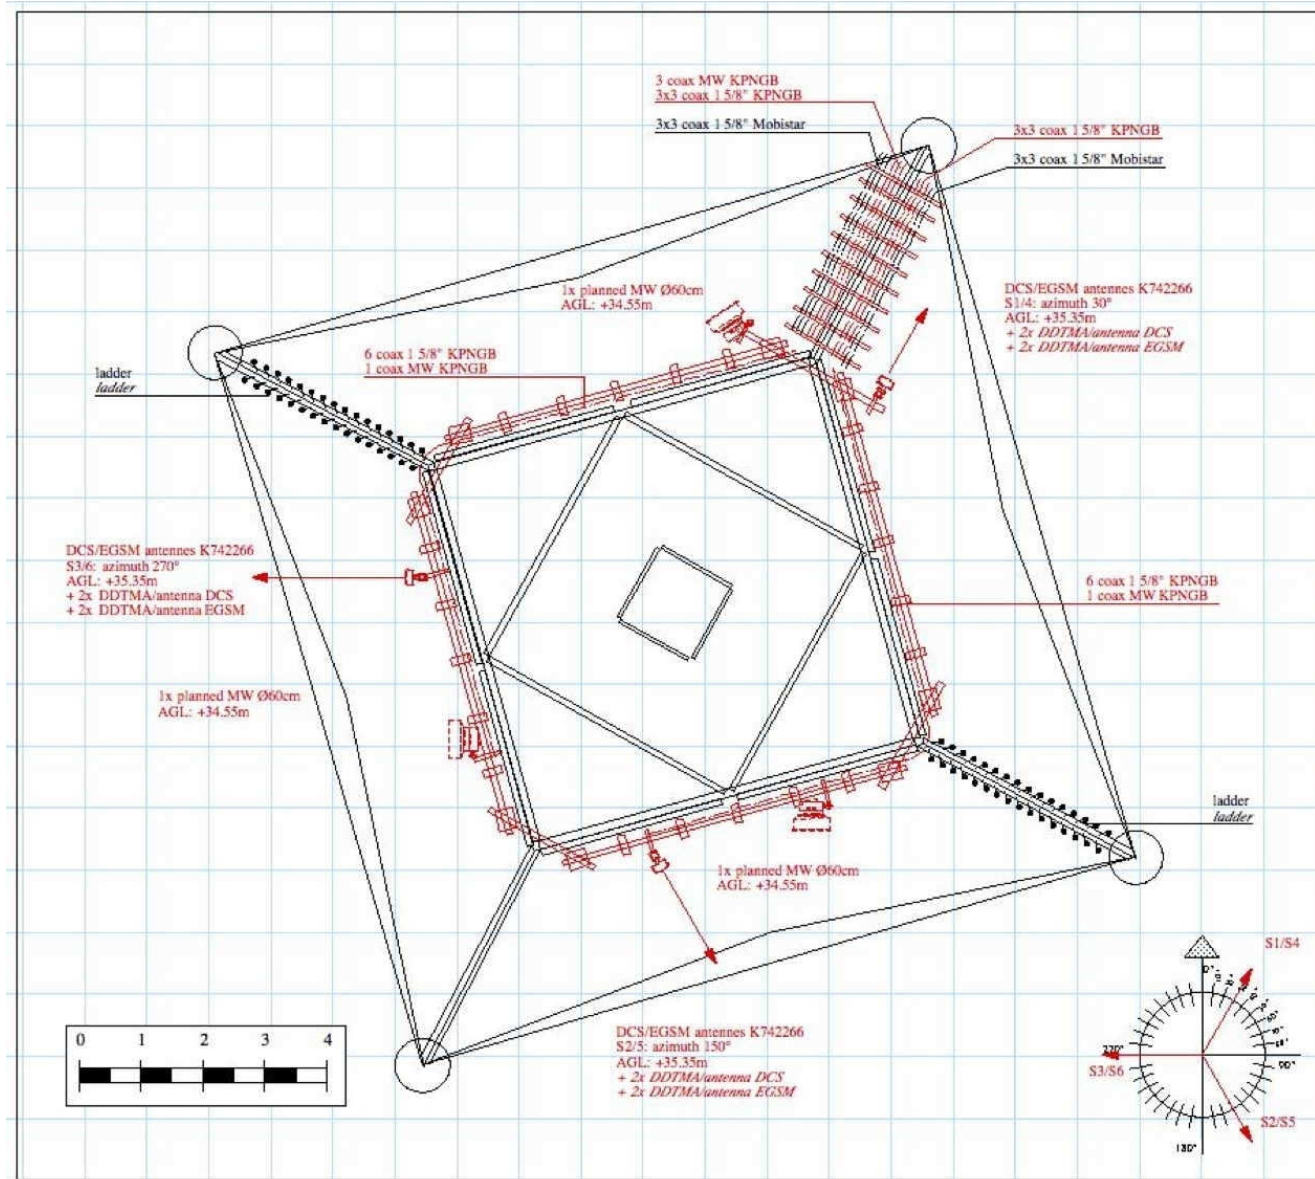 3 coax MW KPNGB
3x3 coax 1 5/8" KPNGB
3x3 coax 1 5/8" Mobistar
3x3 coax 1 5/8" KPNGB
3x3 coax 1 5/8" Mobistar
1x planned MW Ø60cm
AGL: +34.55m
DCS/EGSM antennes K742266
S1/4: azimuth 30°
AGL: +35.35m
+ 2x DDTMA/antenna DCS
+ 2x DDTMA/antenna EGSM
6 coax 1 5/8" KPNGB
1 coax MW KPNGB
ladder
ladder
DCS/EGSM antennes K742266
S3/6: azimuth 270°
AGL: +35.35m
+ 2x DDTMA/antenna DCS
+ 2x DDTMA/antenna EGSM
6 coax 1 5/8" KPNGB
1 coax MW KPNGB
1x planned MW Ø60cm
AGL: +34.55m
ladder
ladder
1x planned MW Ø60cm
AGL: +34.55m
DCS/EGSM antennes K742266
S2/5: azimuth 150°
AGL: +35.35m
+ 2x DDTMA/antenna DCS
+ 2x DDTMA/antenna EGSM
0 1 2 3 4
S1/S4
0°
270°
90°
S3/S6
S2/S5
180°